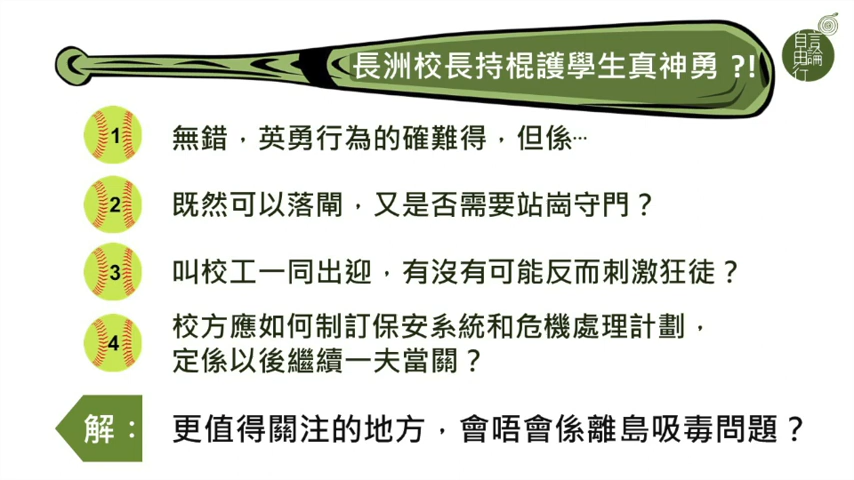 長洲校長持棍護學生真神勇?!
言論
自由行
1 無錯，英勇行為的確難得，但係…
2 既然可以落閘，又是否需要站崗守門？
3 叫校工一同出迎，有沒有可能反而刺激狂徒？
4 校方應如何制訂保安系統和危機處理計劃，
定係以後繼續一夫當關？
解： 更值得關注的地方，會唔會係離島吸毒問題？